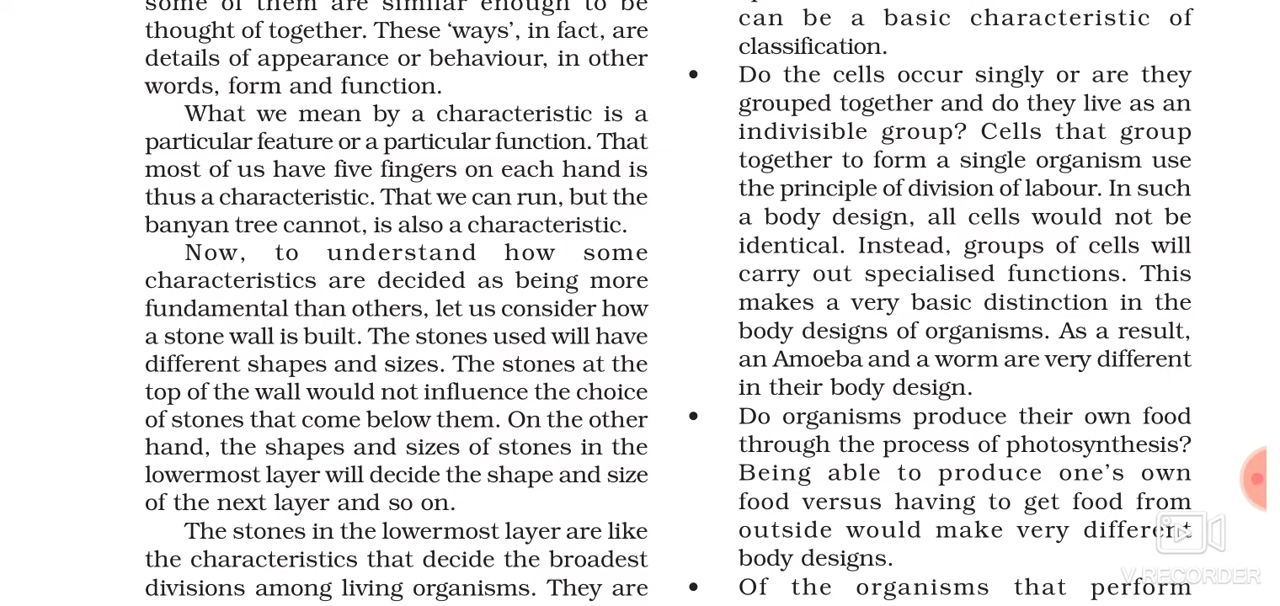 some of them are similar enough to be
thought of together. These ‘ways’, in fact, are
details of appearance or behaviour, in other
words, form and function.
What we mean by a characteristic is a
particular feature or a particular function. That
most of us have five fingers on each hand is
thus a characteristic. That we can run, but the
banyan tree cannot, is also a characteristic.
Now, to understand how some
characteristics are decided as being more
fundamental than others, let us consider how
a stone wall is built. The stones used will have
different shapes and sizes. The stones at the
top of the wall would not influence the choice
of stones that come below them. On the other
hand, the shapes and sizes of stones in the
lowermost layer will decide the shape and size
of the next layer and so on.
The stones in the lowermost layer are like
the characteristics that decide the broadest
divisions among living organisms. They are
can be a basic characteristic of
classification.
• Do the cells occur singly or are they
grouped together and do they live as an
indivisible group? Cells that group
together to form a single organism use
the principle of division of labour. In such
a body design, all cells would not be
identical. Instead, groups of cells will
carry out specialised functions. This
makes a very basic distinction in the
body designs of organisms. As a result,
an Amoeba and a worm are very different
in their body design.
• Do organisms produce their own food
through the process of photosynthesis?
Being able to produce one’s own
food versus having to get food from
outside would make very different
body designs.
• Of the organisms that perform
V RECORDER